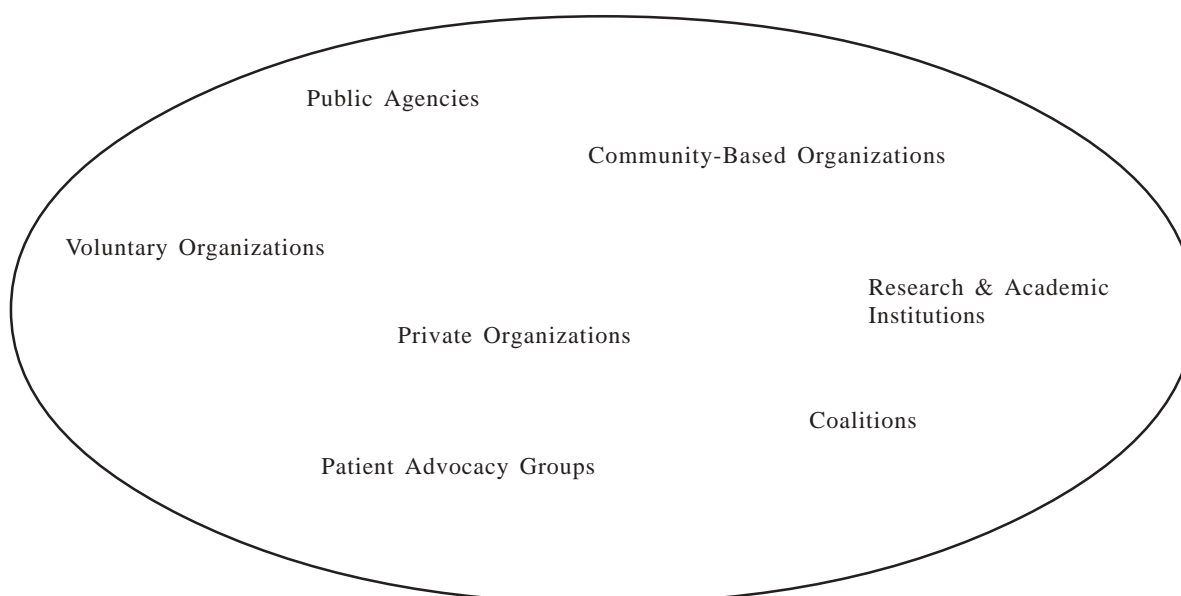 Public Agencies
Community-Based Organizations
Voluntary Organizations
Research & Academic
Institutions
Private Organizations
Coalitions
Patient Advocacy Groups